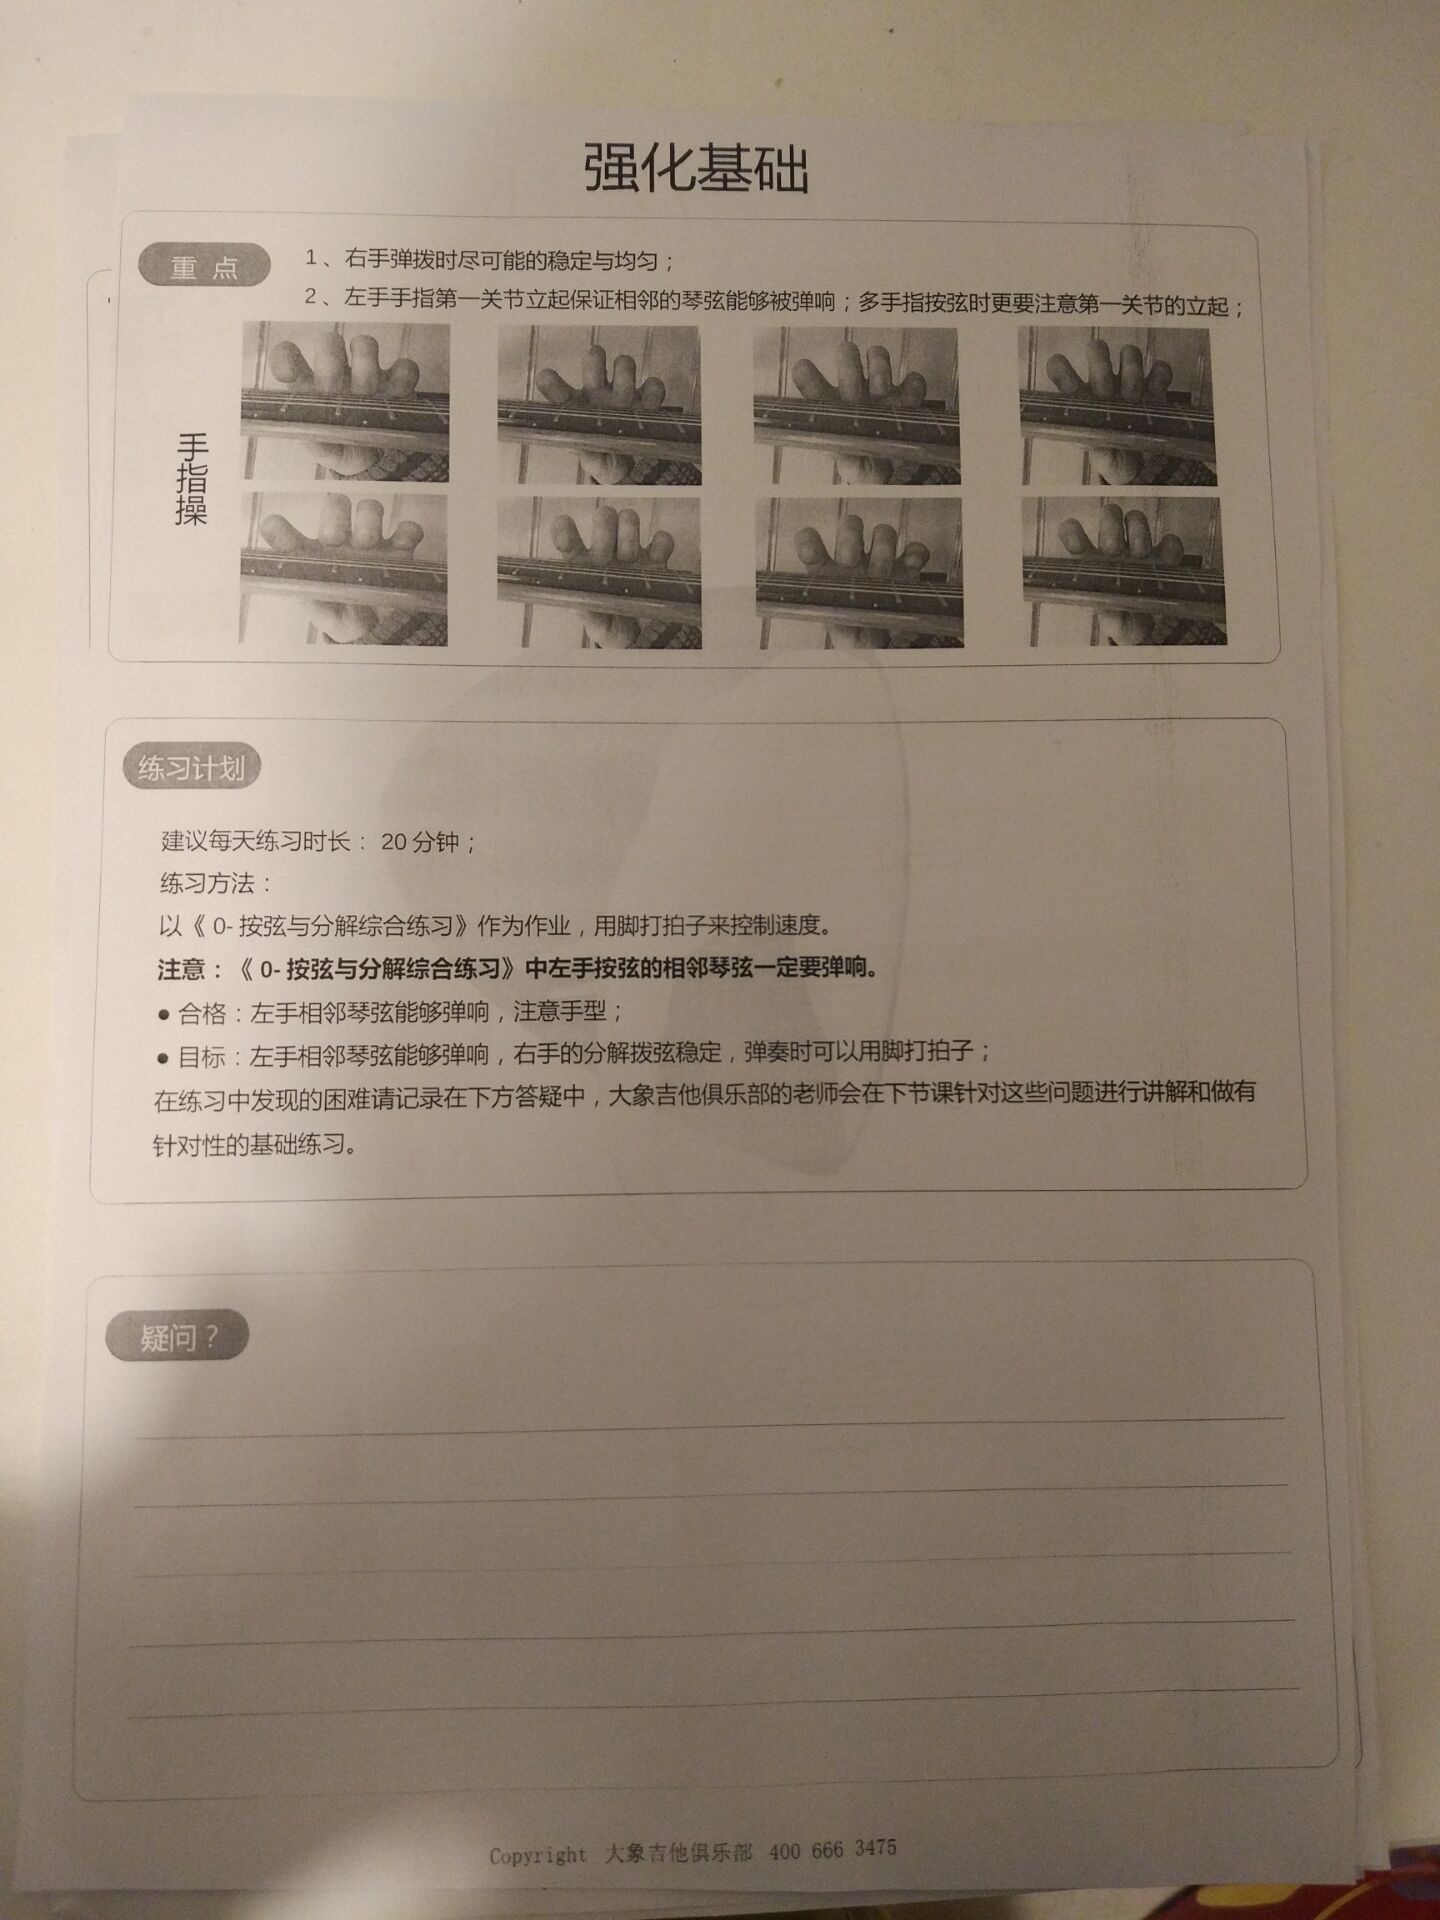 强化基础
重 点
1、右手弹拨时尽可能的稳定与均匀；
2、左手手指第一关节立起保证相邻的琴弦能够被弹响；多手指按弦时更要注意第一关节的立起；
手指操
练习计划
建议每天练习时长：20分钟；
练习方法：
以《 0- 按弦与分解综合练习》作为作业，用脚打拍子来控制速度。
注意：《 0- 按弦与分解综合练习》中左手按弦的相邻琴弦一定要弹响。
● 合格：左手相邻琴弦能够弹响，注意手型；
● 目标：左手相邻琴弦能够弹响，右手的分解拨弦稳定，弹奏时可以用脚打拍子；
在练习中发现的困难请记录在下方答疑中，大象吉他俱乐部的老师会在下节课针对这些问题进行讲解和做有
针对性的基础练习。
疑问？
Copyright 大象吉他俱乐部 400 666 3475